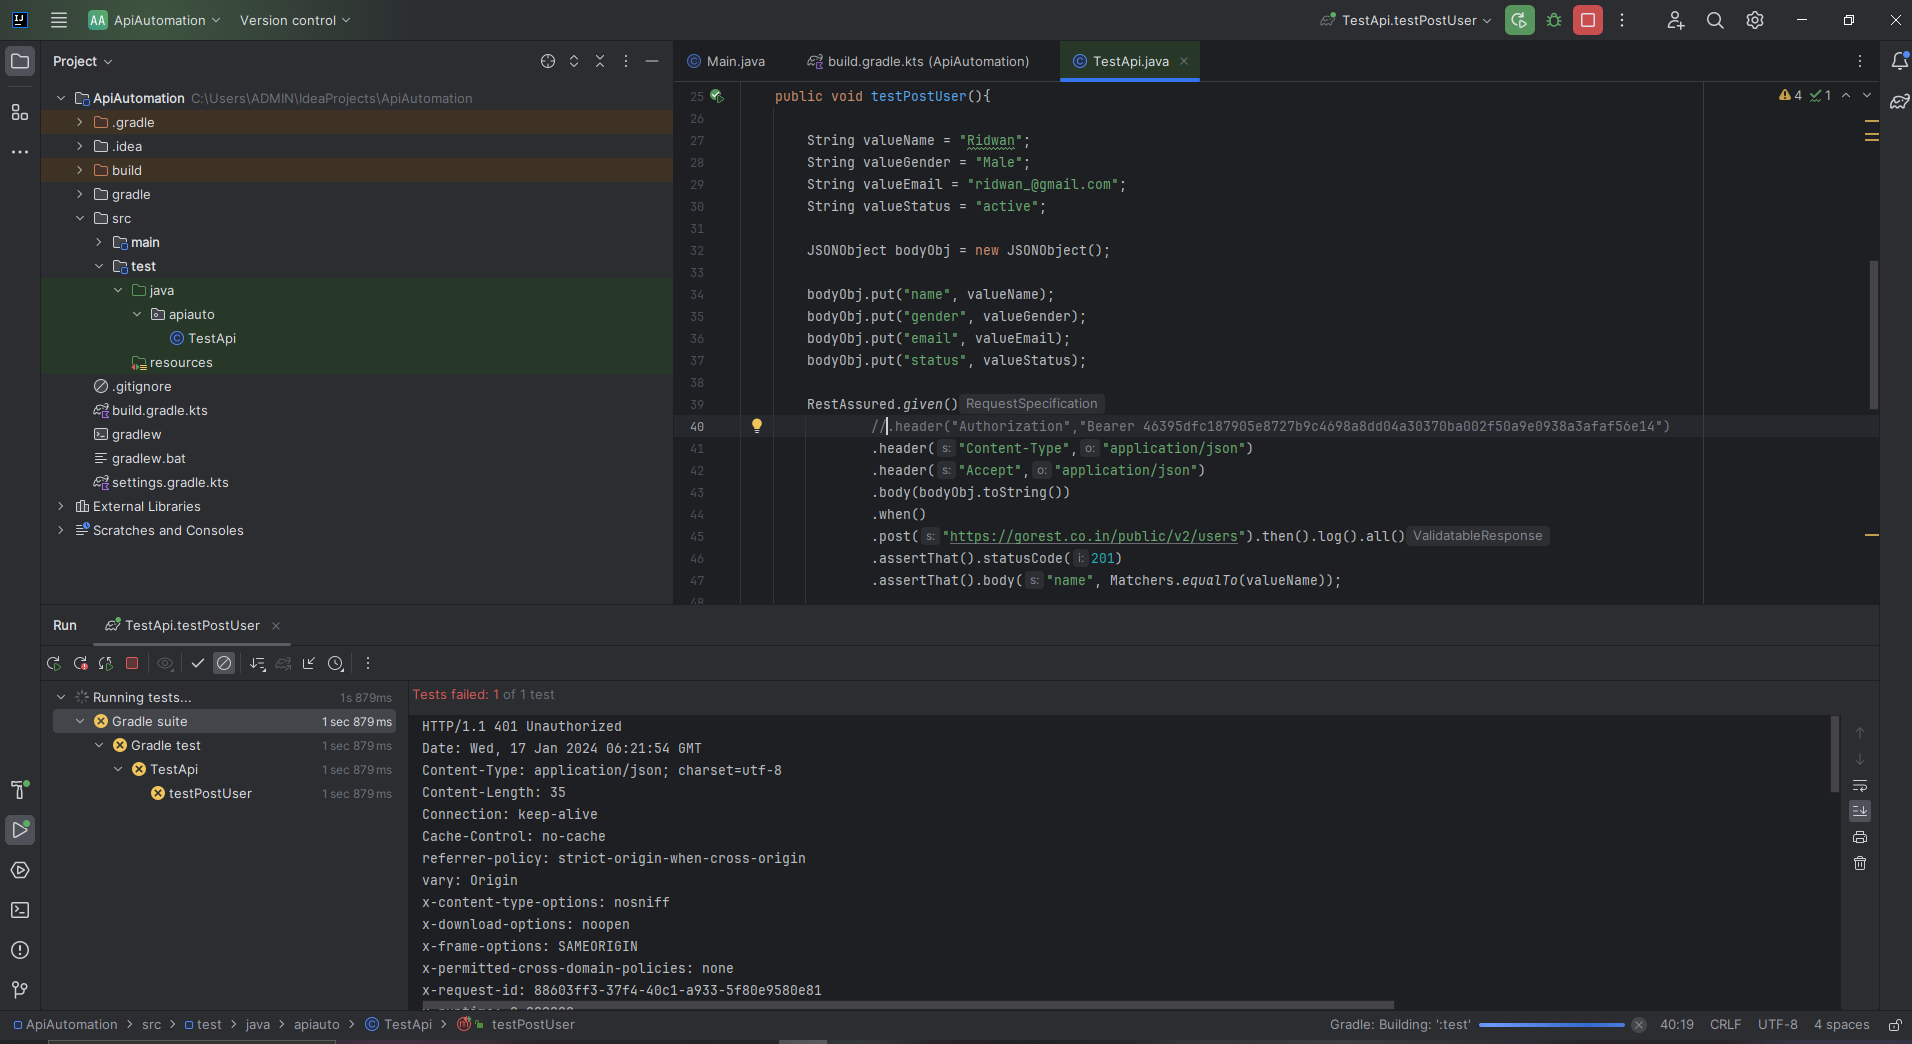 AA ApiAutomation Version control TestApi.testPostUser
Project
Main.java build.gradle.kts (ApiAutomation) TestApi.java
ApiAutomation C:\Users\ADMIN\IdeaProjects\ApiAutomation
.gradle
.idea
build
gradle
src
main
test
java
apiauto
TestApi
resources
.gitignore
build.gradle.kts
gradlew
gradlew.bat
settings.gradle.kts
External Libraries
Scratches and Consoles
4 1
25 public void testPostUser(){
26
27 String valueName = "Ridwan";
28 String valueGender = "Male";
29 String valueEmail = "ridwan_@gmail.com";
30 String valueStatus = "active";
31
32 JSONObject bodyObj = new JSONObject();
33
34 bodyObj.put("name", valueName);
35 bodyObj.put("gender", valueGender);
36 bodyObj.put("email", valueEmail);
37 bodyObj.put("status", valueStatus);
38
39 RestAssured.given() RequestSpecification
40 //.header("Authorization","Bearer 46395dfc187905e8727b9c4698a8dd04a30370ba002f50a9e0938a3afaf56e14")
41 .header( s: "Content-Type", o: "application/json")
42 .header( s: "Accept", o: "application/json")
43 .body(bodyObj.toString())
44 .when()
45 .post( s: "https://gorest.co.in/public/v2/users").then().log().all() ValidatableResponse
46 .assertThat().statusCode( i: 201)
47 .assertThat().body( s: "name", Matchers.equalTo(valueName));
48
Run TestApi.testPostUser
Running tests... 1s 879ms
Gradle suite 1 sec 879 ms
Gradle test 1 sec 879 ms
TestApi 1 sec 879 ms
testPostUser 1 sec 879 ms
Tests failed: 1 of 1 test
HTTP/1.1 401 Unauthorized
Date: Wed, 17 Jan 2024 06:21:54 GMT
Content-Type: application/json; charset=utf-8
Content-Length: 35
Connection: keep-alive
Cache-Control: no-cache
referrer-policy: strict-origin-when-cross-origin
vary: Origin
x-content-type-options: nosniff
x-download-options: noopen
x-frame-options: SAMEORIGIN
x-permitted-cross-domain-policies: none
x-request-id: 88603ff3-37f4-40c1-a933-5f80e9580e81
ApiAutomation > src > test > java > apiauto > TestApi > testPostUser
Gradle: Building: ':test' 40:19 CRLF UTF-8 4 spaces